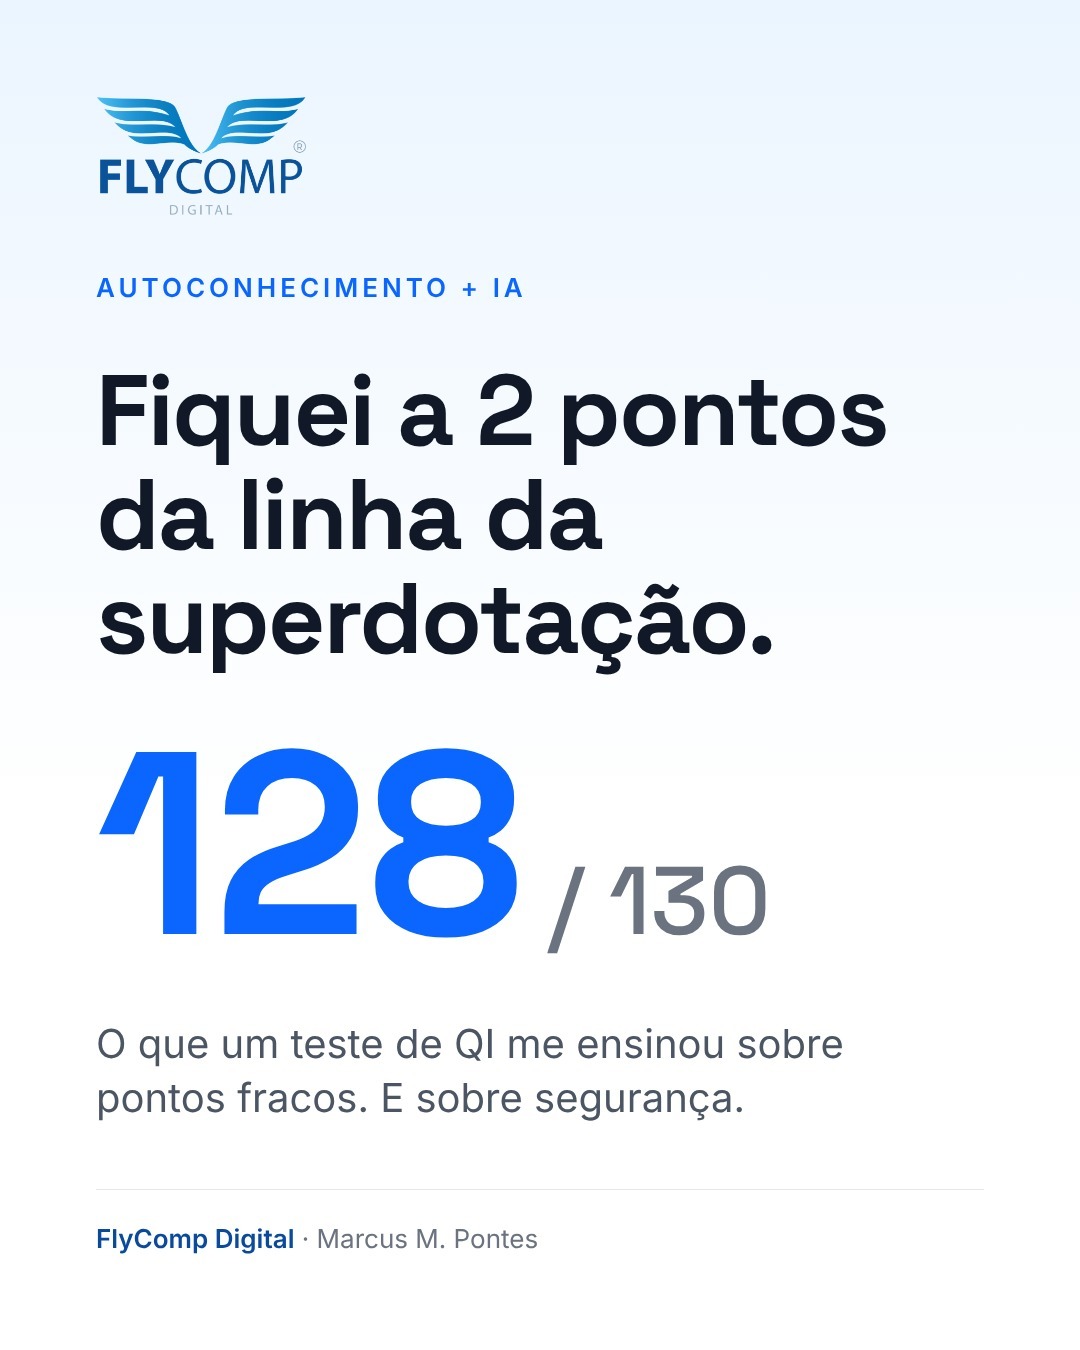 FLYCOMP®
DIGITAL
AUTOCONHECIMENTO + IA
Fiquei a 2 pontos
da linha da
superdotação.
128 / 130
O que um teste de QI me ensinou sobre
pontos fracos. E sobre segurança.
FlyComp Digital · Marcus M. Pontes